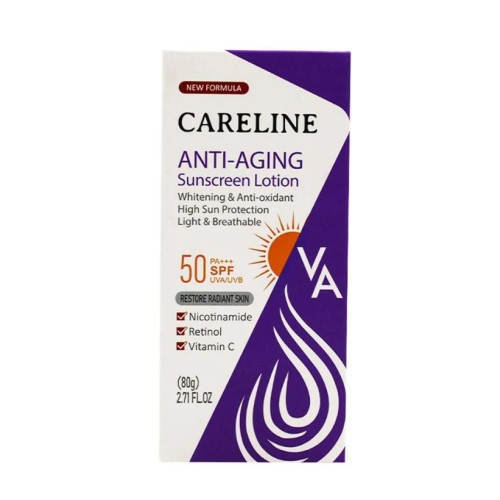 NEW FORMULA
CARELINE
ANTI-AGING
Sunscreen Lotion
Whitening & Anti-oxidant
High Sun Protection
Light & Breathable
50 PA+++
SPF
UVA/UVB
VA
RESTORE RADIANT SKIN
Nicotinamide
Retinol
Vitamin C
(80g)
2.71 FL.OZ